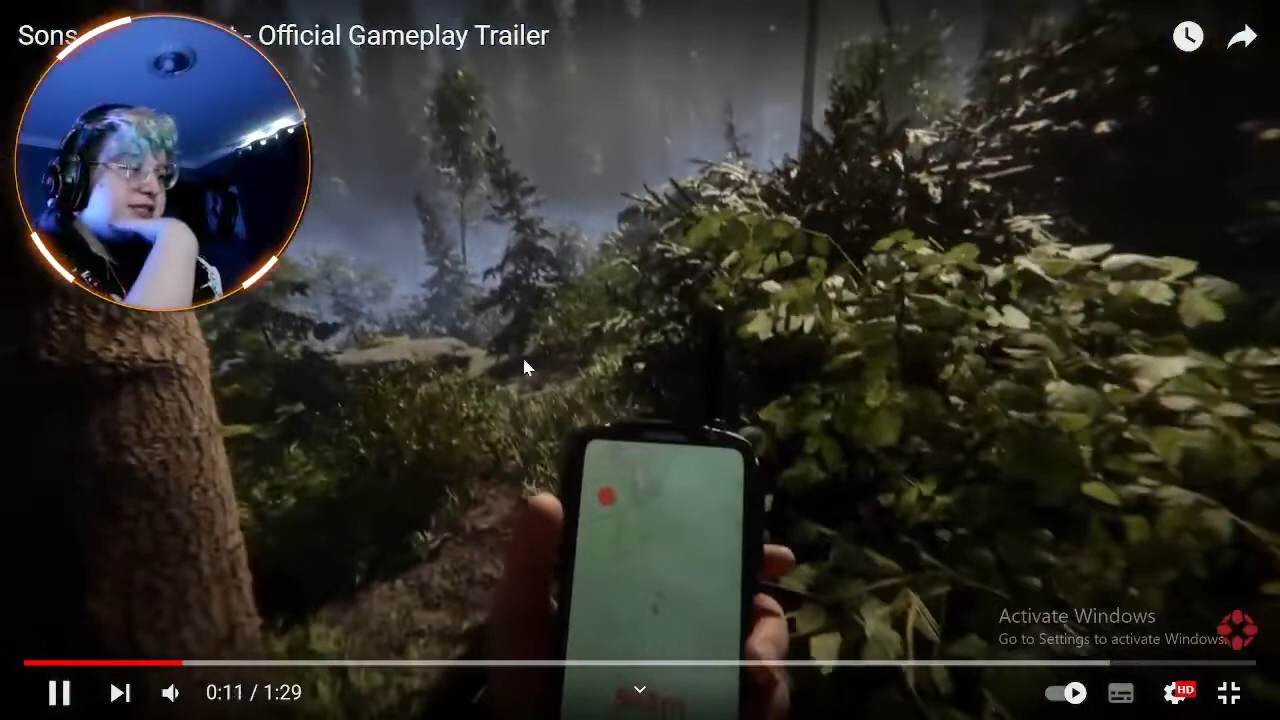 Sons - Official Gameplay Trailer
Activate Windows
Go to Settings to activate Windows.
0:11 / 1:29
HD